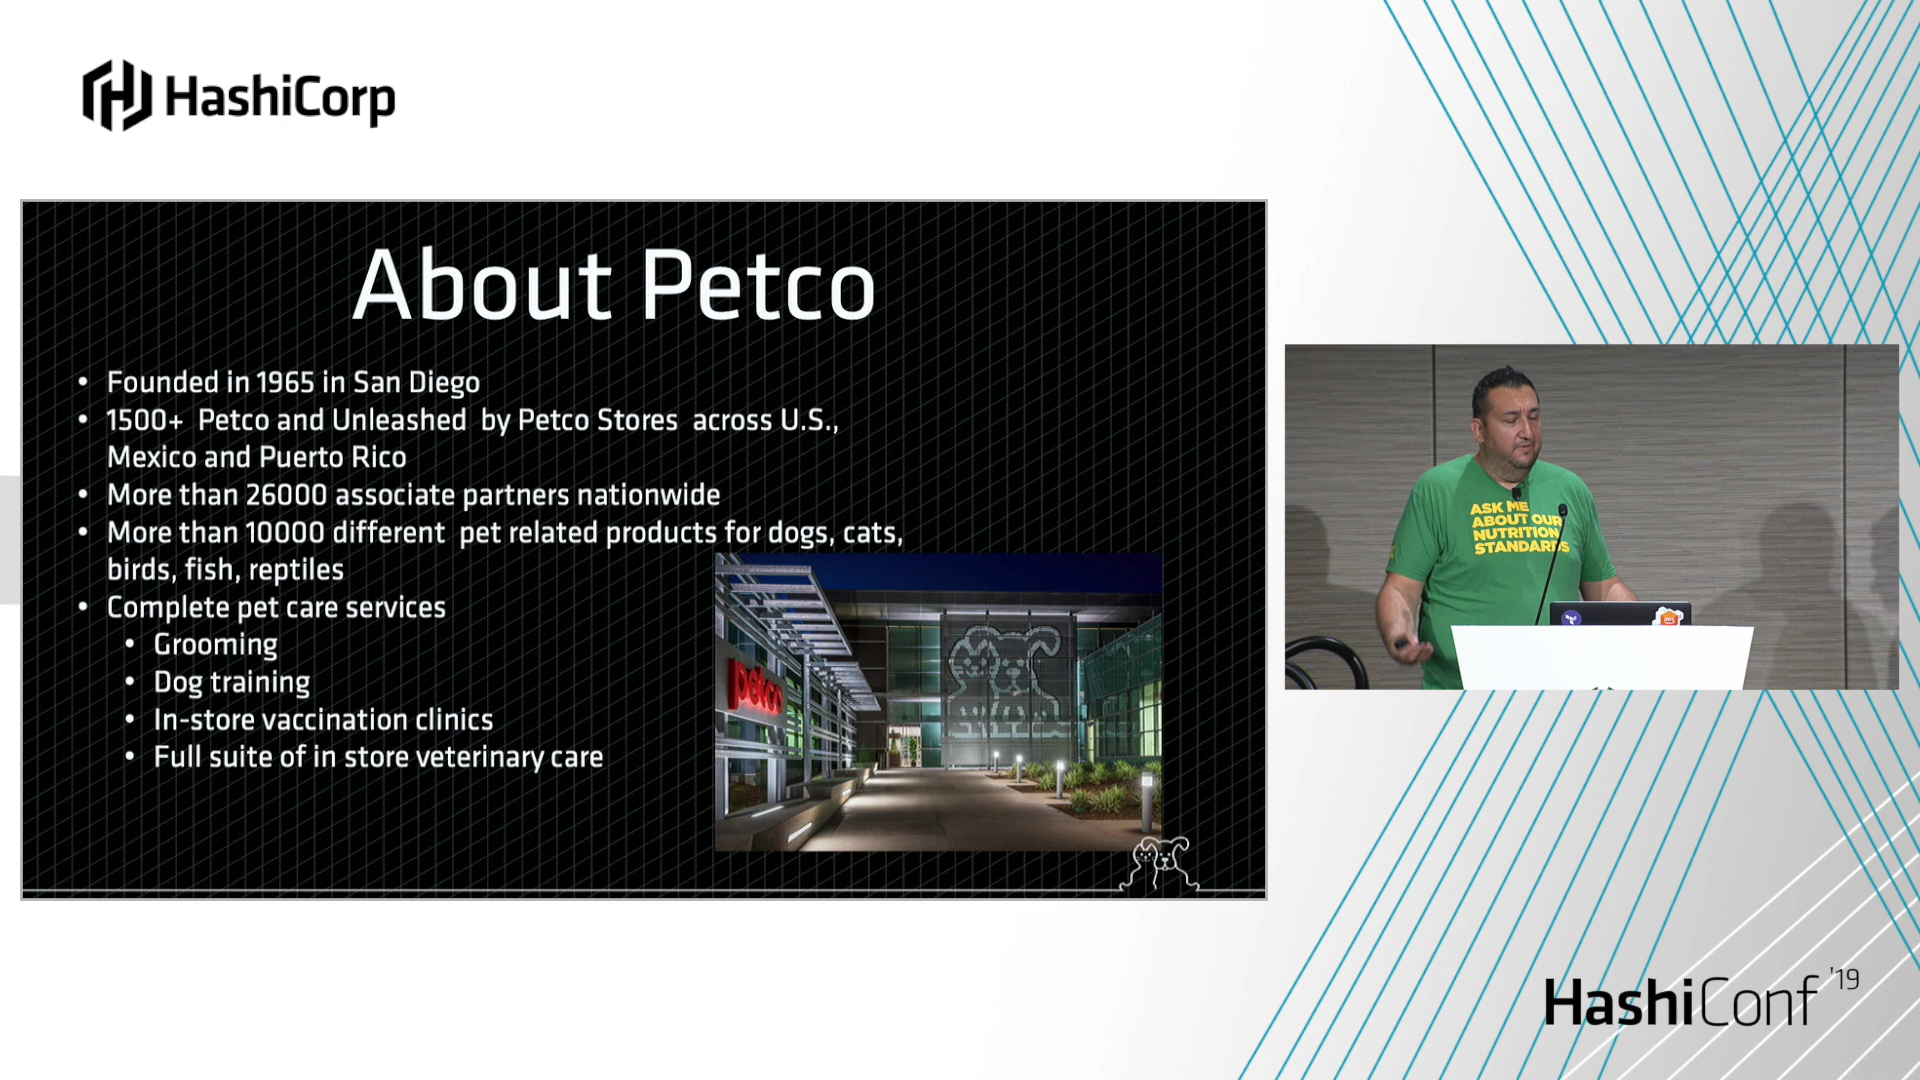 HashiCorp
About Petco
• Founded in 1965 in San Diego
• 1500+ Petco and Unleashed by Petco Stores across U.S.,
Mexico and Puerto Rico
• More than 26000 associate partners nationwide
• More than 10000 different pet related products for dogs, cats,
birds, fish, reptiles
• Complete pet care services
• Grooming
• Dog training
• In-store vaccination clinics
• Full suite of in store veterinary care
petco
ASK ME
ABOUT OUR
NUTRITION
STANDARDS
HashiConf '19